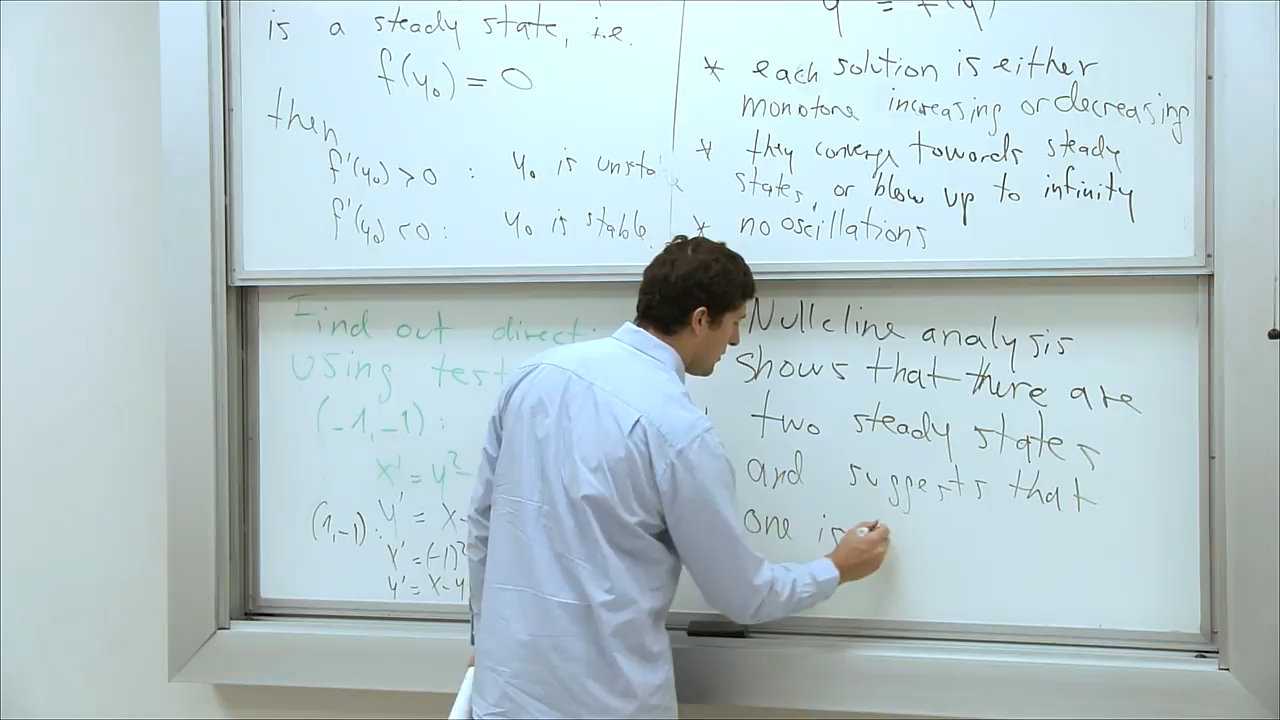 is a steady state, i.e.
f(y₀) = 0
then
f'(y₀) > 0 : y₀ is
f'(y₀) < 0 : y₀ is stable
* each solution is either
monotone increasing or decreasing
* they converge towards steady
states, or blow up to infinity
* no oscillations
Find out
using test
(-1,-1) :
x' = y²-
y' = x-
(1,-1):
x' = (-1)²
y' = x-y
Nullcline analysis
shows that there are
two steady states
and suggests that
one is